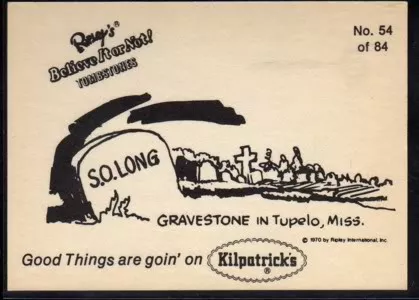 Ripley's®
Believe It or Not!
TOMBSTONES
No. 54
of 84
S.O. LONG
GRAVESTONE IN Tupelo, Miss.
© 1970 by Ripley International, Inc.
Good Things are goin' on Kilpatrick's®